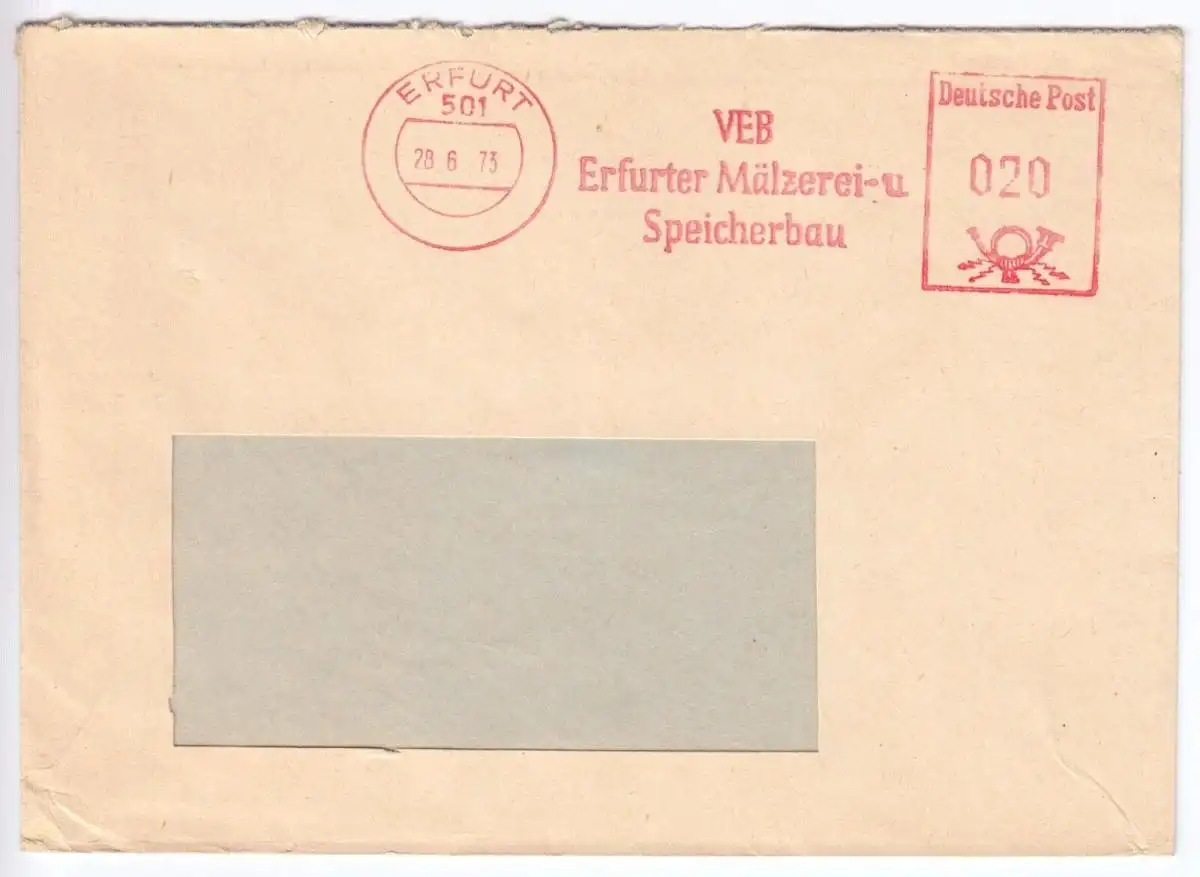 ERFURT
501
28 6 73
VEB
Erfurter Mälzerei-u
Speicherbau
Deutsche Post
020